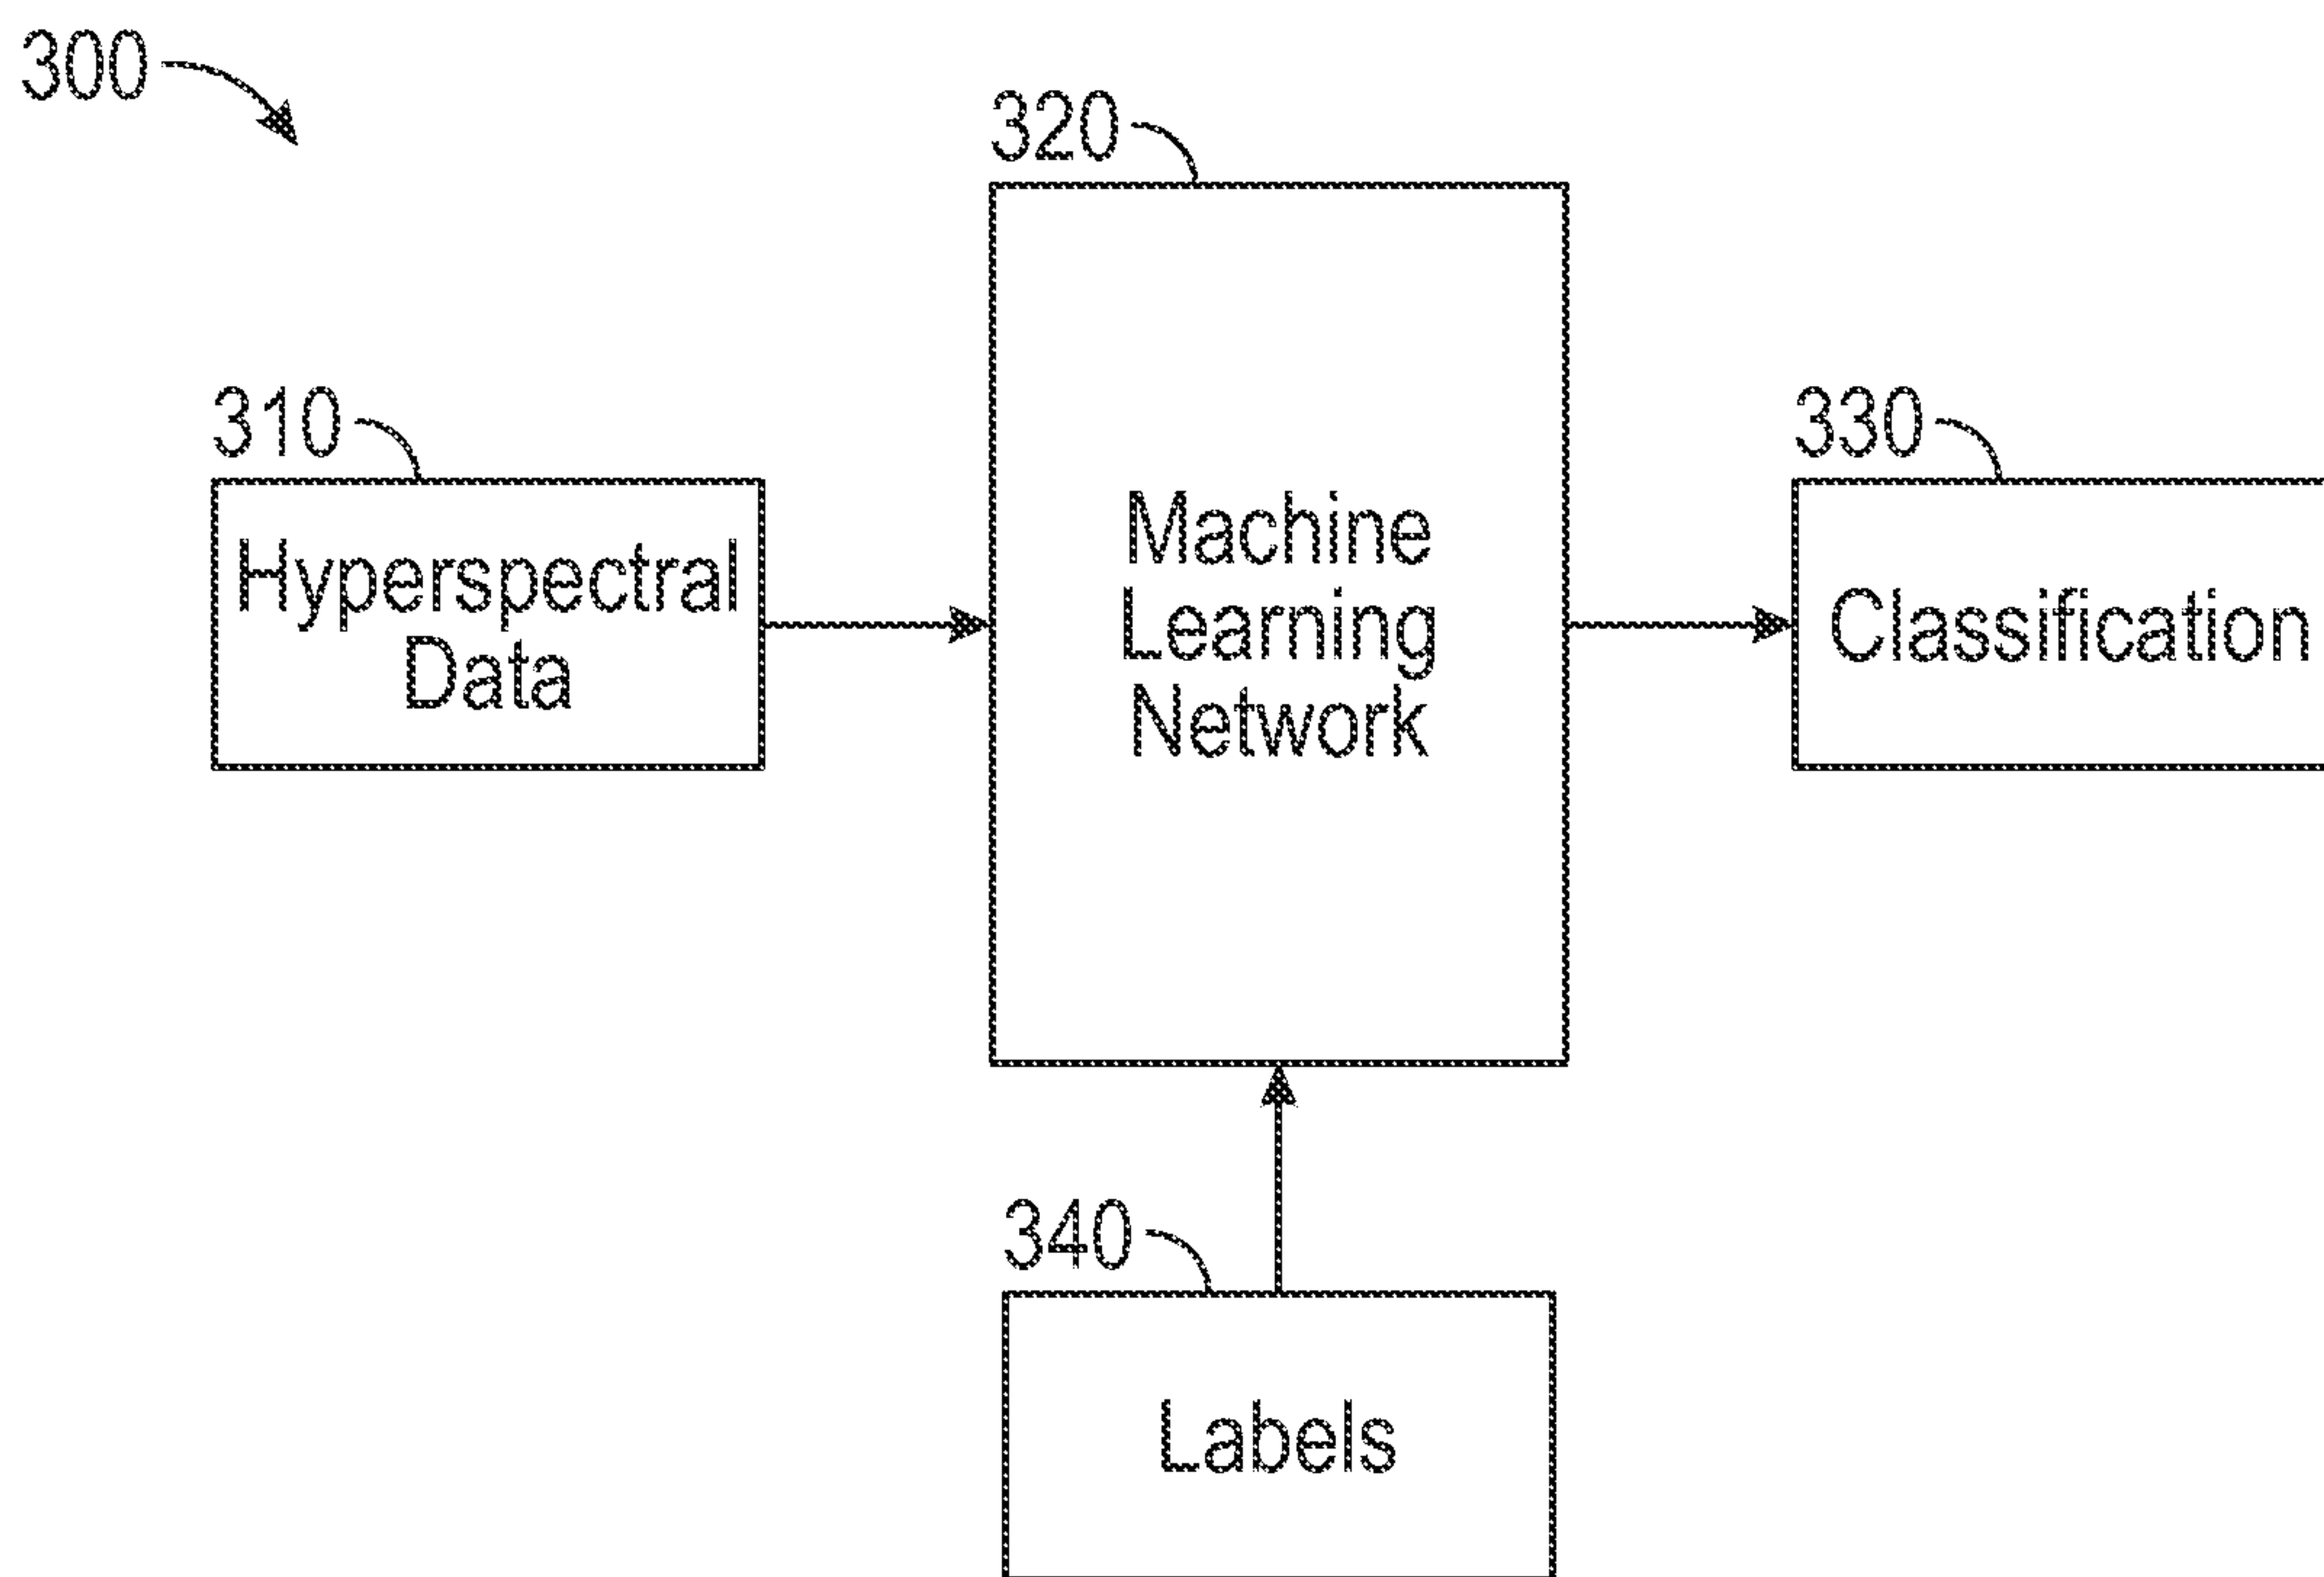 300
320
310
330
Hyperspectral
Data
Machine
Learning
Network
Classification
340
Labels